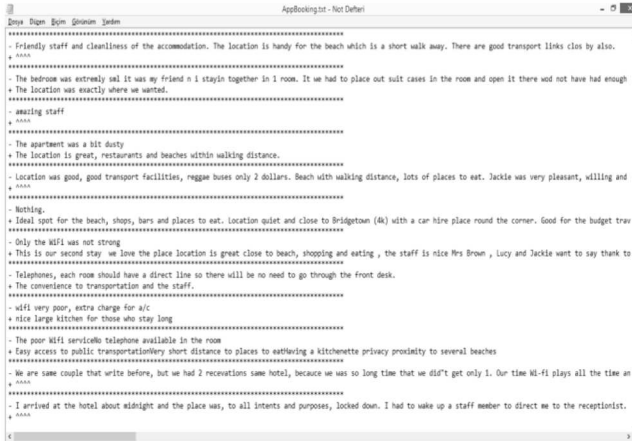 AppBooking.txt - Not Defteri
Dosya Düzen Biçim Görünüm Yardım
******************************************************************************************
- Friendly staff and cleanliness of the accommodation. The location is handy for the beach which is a short walk away. There are good transport links clos by also.
+ ^^^^
******************************************************************************************
- The bedroom was extremly sml it was my friend n i stayin together in 1 room. It we had to place out suit cases in the room and open it there wod not have had enough
+ The location was exactly where we wanted.
******************************************************************************************
- amazing staff
+ ^^^^
******************************************************************************************
- The apartment was a bit dusty
+ The location is great, restaurants and beaches within walking distance.
******************************************************************************************
- Location was good, good transport facilities, reggae buses only 2 dollars. Beach with walking distance, lots of places to eat. Jackie was very pleasant, willing and
+ ^^^^
******************************************************************************************
- Nothing.
+ Ideal spot for the beach, shops, bars and places to eat. Location quiet and close to Bridgetown (4k) with a car hire place round the corner. Good for the budget trav
******************************************************************************************
- Only the WiFi was not strong
+ This is our second stay we love the place location is great close to beach, shopping and eating , the staff is nice Mrs Brown , Lucy and Jackie want to say thank to
******************************************************************************************
- Telephones, each room should have a direct line so there will be no need to go through the front desk.
+ The convenience to transportation and the staff.
******************************************************************************************
- wifi very poor, extra charge for a/c
+ nice large kitchen for those who stay long
******************************************************************************************
- The poor Wifi serviceNo telephone available in the room
+ Easy access to public transportationVery short distance to places to eatHaving a kitchenette privacy proximity to several beaches
******************************************************************************************
- We are same couple that write before, but we had 2 recevations same hotel, becauce we was so long time that we did"t get only 1. Our time Wi-fi plays all the time an
+ ^^^^
******************************************************************************************
- I arrived at the hotel about midnight and the place was, to all intents and purposes, locked down. I had to wake up a staff member to direct me to the receptionist.
+ ^^^^